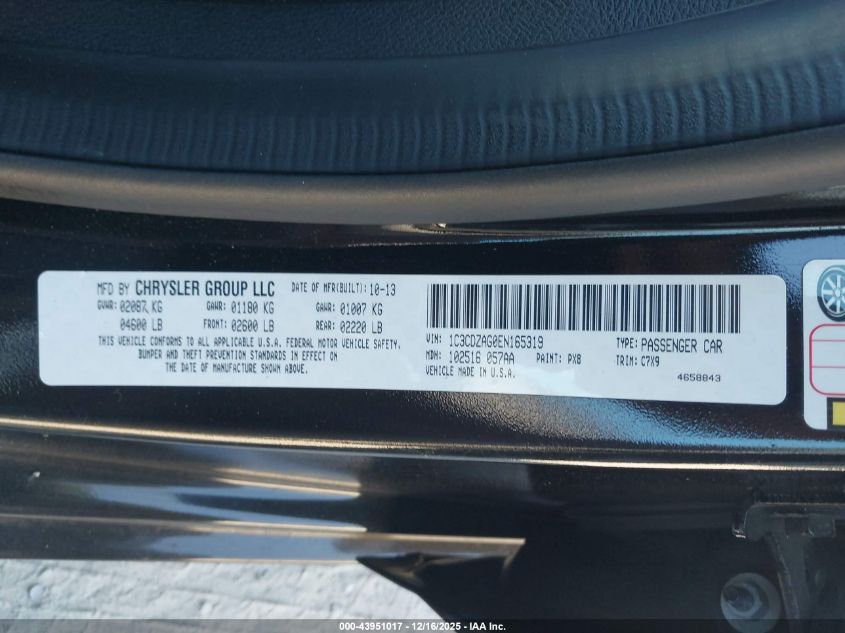 MFD BY CHRYSLER GROUP LLC DATE OF MFR(BUILT): 10-13
GVWR: 02087 KG GAWR: 01180 KG GAWR: 01007 KG
04600 LB FRONT: 02600 LB REAR: 02220 LB
THIS VEHICLE CONFORMS TO ALL APPLICABLE U.S.A. FEDERAL MOTOR VEHICLE SAFETY,
BUMPER AND THEFT PREVENTION STANDARDS IN EFFECT ON
THE DATE OF MANUFACTURE SHOWN ABOVE.
VIN: 1C3CDZAG0EN165319 TYPE: PASSENGER CAR
MDH: 102516 057AA PAINT: PX8 TRIM: C7X9
VEHICLE MADE IN U.S.A. 4658843
000-43951017 - 12/16/2025 - IAA Inc.